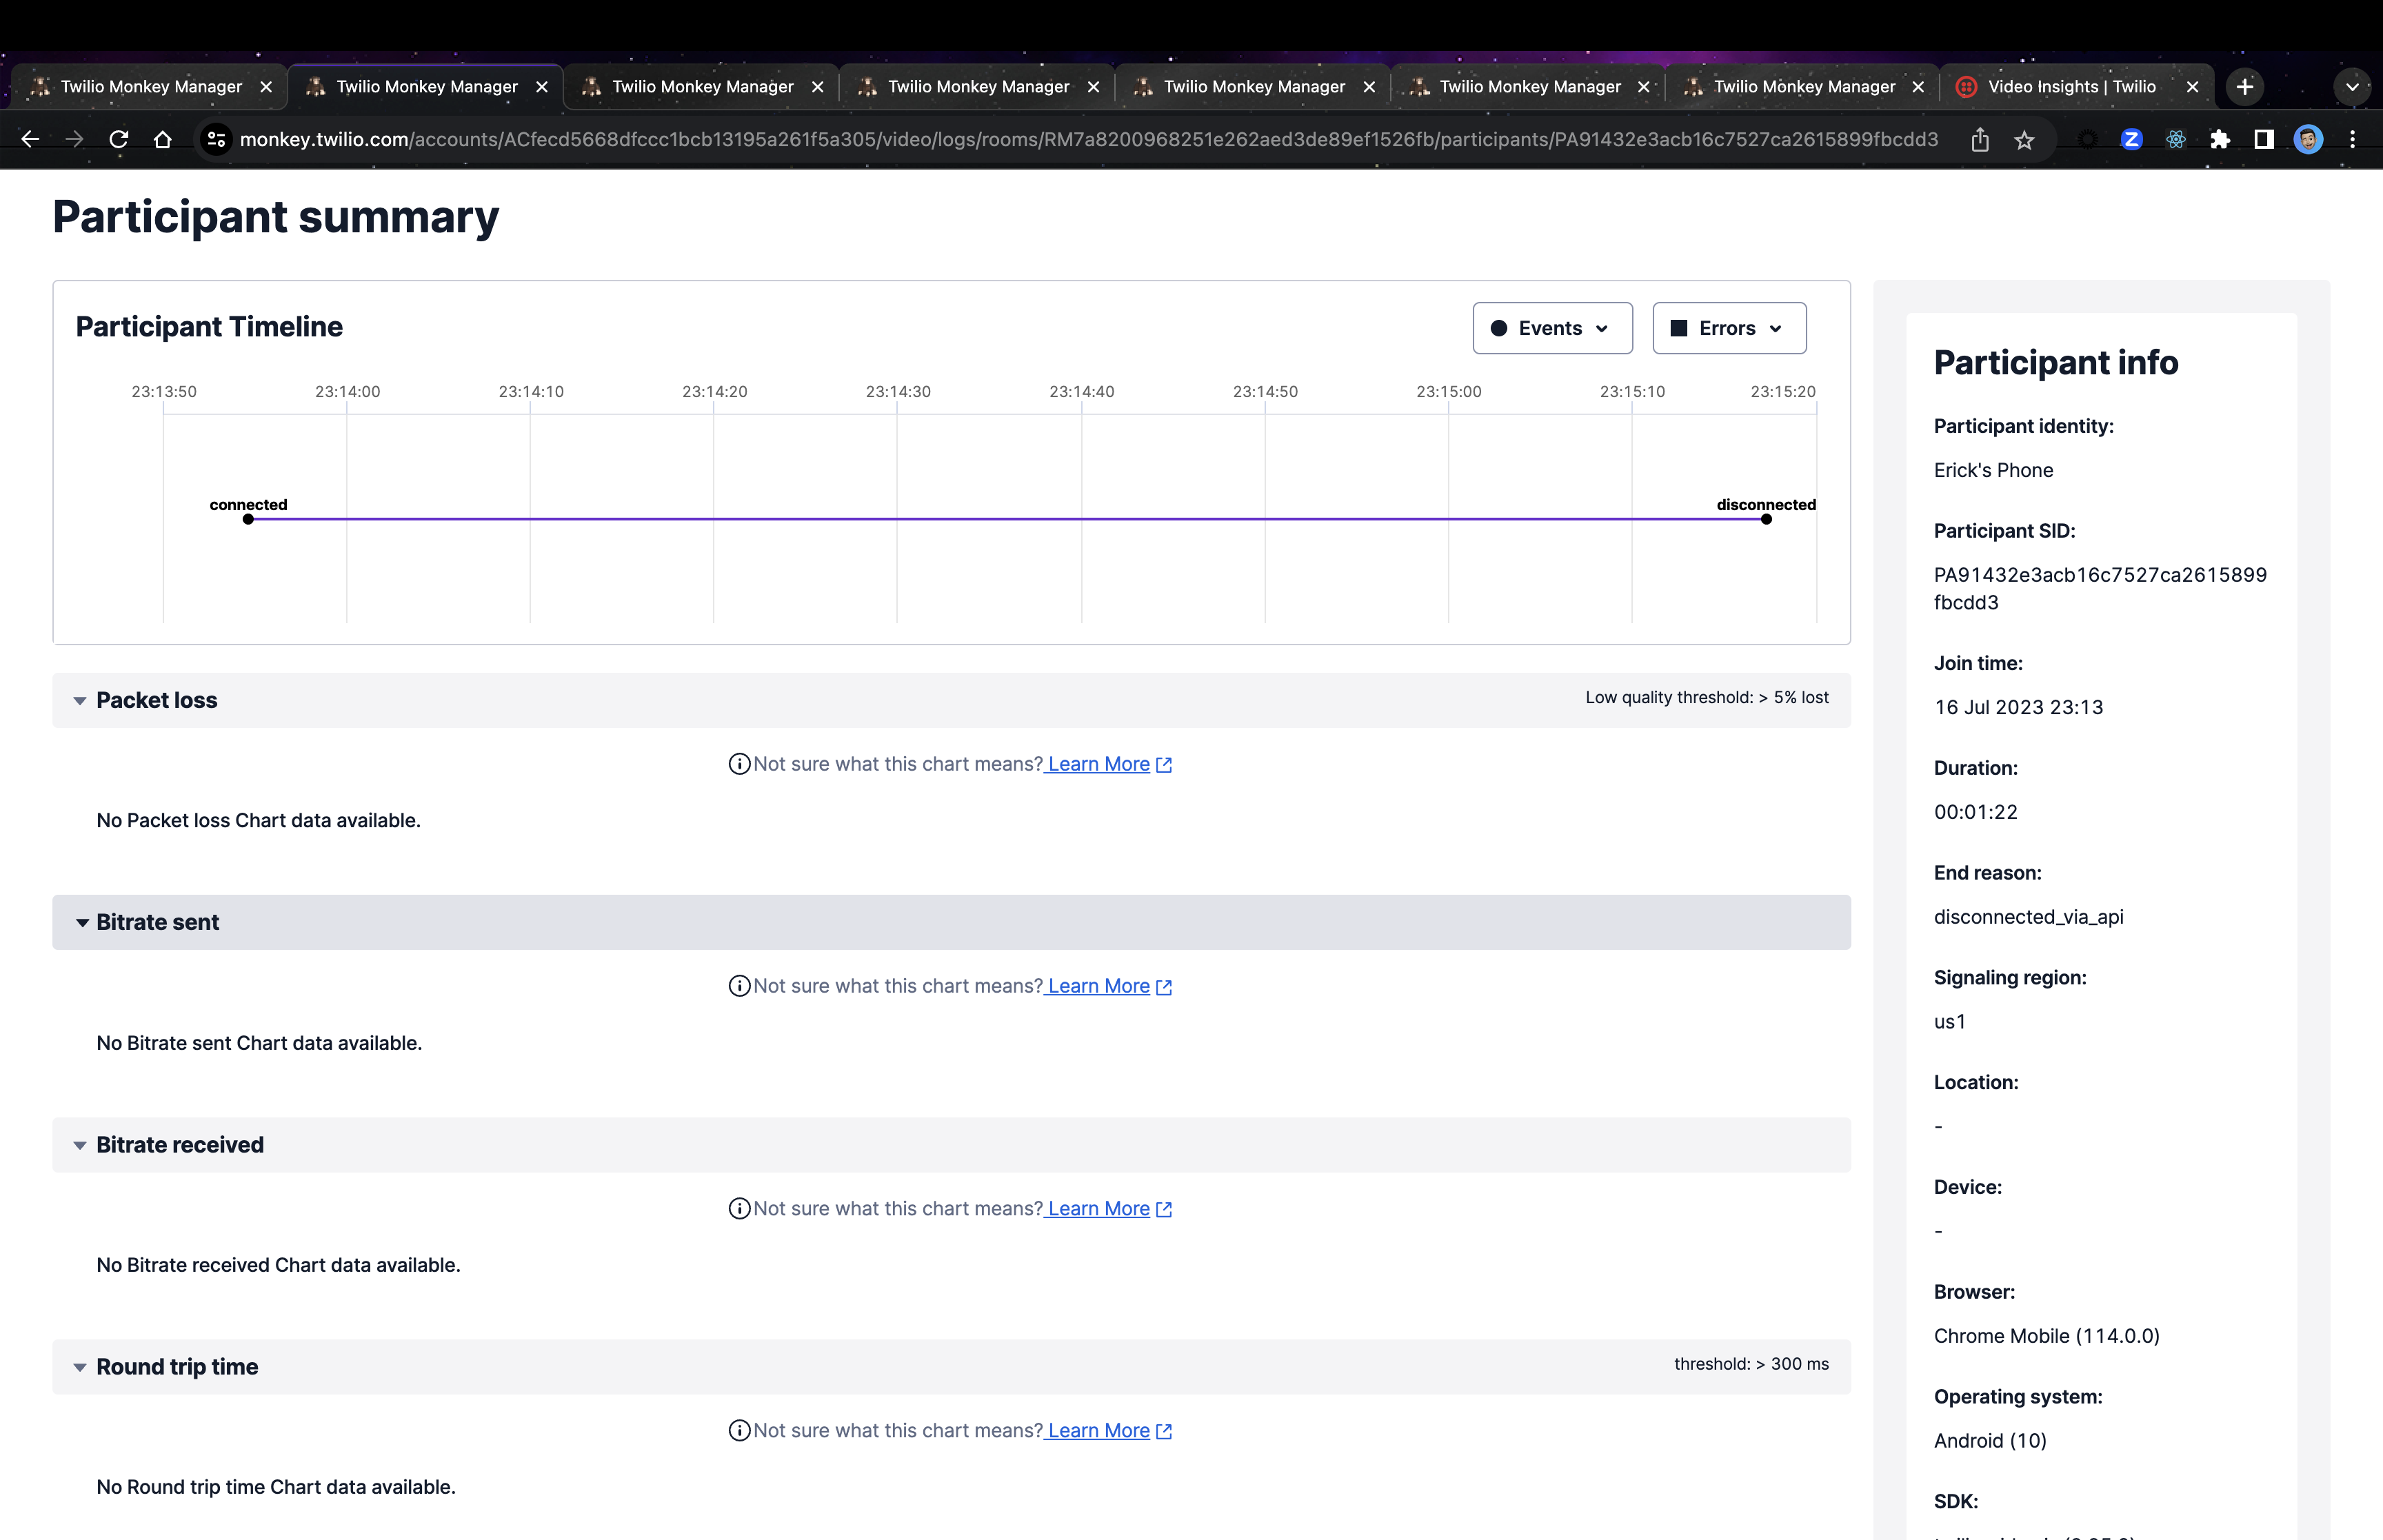 Twilio Monkey Manager
Twilio Monkey Manager
Twilio Monkey Manager
Twilio Monkey Manager
Twilio Monkey Manager
Twilio Monkey Manager
Twilio Monkey Manager
Video Insights | Twilio
monkey.twilio.com/accounts/ACfecd5668dfccc1bcb13195a261f5a305/video/logs/rooms/RM7a8200968251e262aed3de89ef1526fb/participants/PA91432e3acb16c7527ca2615899fbcdd3
Z
Participant summary
Participant Timeline
Events
Errors
23:13:50 23:14:00 23:14:10 23:14:20 23:14:30 23:14:40 23:14:50 23:15:00 23:15:10 23:15:20
connected
disconnected
Packet loss
Low quality threshold: > 5% lost
Not sure what this chart means? Learn More
No Packet loss Chart data available.
Bitrate sent
Not sure what this chart means? Learn More
No Bitrate sent Chart data available.
Bitrate received
Not sure what this chart means? Learn More
No Bitrate received Chart data available.
Round trip time
threshold: > 300 ms
Not sure what this chart means? Learn More
No Round trip time Chart data available.
Participant info
Participant identity:
Erick's Phone
Participant SID:
PA91432e3acb16c7527ca2615899
fbcdd3
Join time:
16 Jul 2023 23:13
Duration:
00:01:22
End reason:
disconnected_via_api
Signaling region:
us1
Location:
-
Device:
-
Browser:
Chrome Mobile (114.0.0)
Operating system:
Android (10)
SDK: